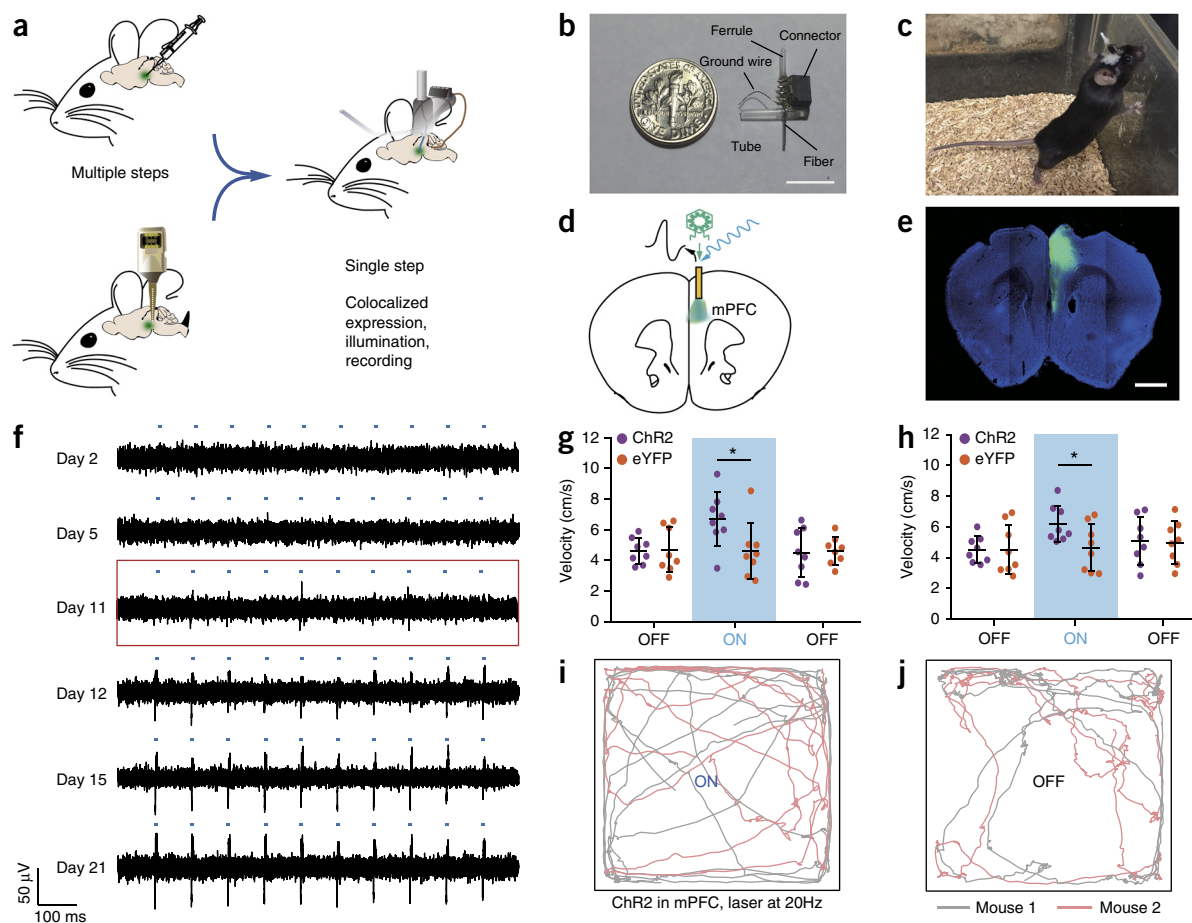 a
Multiple steps
Single step
Colocalized
expression,
illumination,
recording
b
Ferrule
Connector
Ground wire
ONE DIME
Tube
Fiber
c
d
mPFC
e
f
Day 2
Day 5
Day 11
Day 12
Day 15
Day 21
50 µV
100 ms
g
ChR2
eYFP
*
Velocity (cm/s)
12
10
8
6
4
2
0
OFF
ON
OFF
h
ChR2
eYFP
*
Velocity (cm/s)
12
10
8
6
4
2
0
OFF
ON
OFF
i
ON
ChR2 in mPFC, laser at 20Hz
j
OFF
Mouse 1
Mouse 2